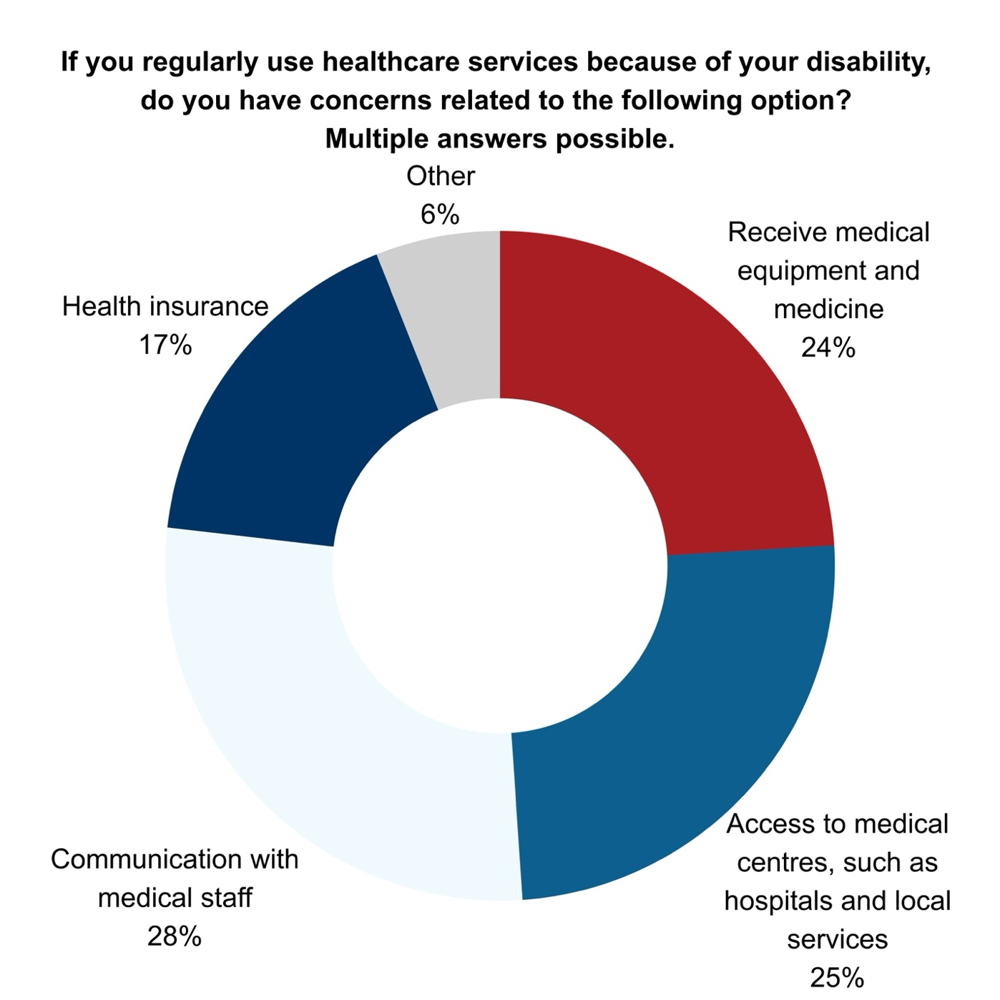 If you regularly use healthcare services because of your disability,
do you have concerns related to the following option?
Multiple answers possible.
Other
6%
Receive medical
equipment and
medicine
24%
Health insurance
17%
Access to medical
centres, such as
hospitals and local
services
25%
Communication with
medical staff
28%